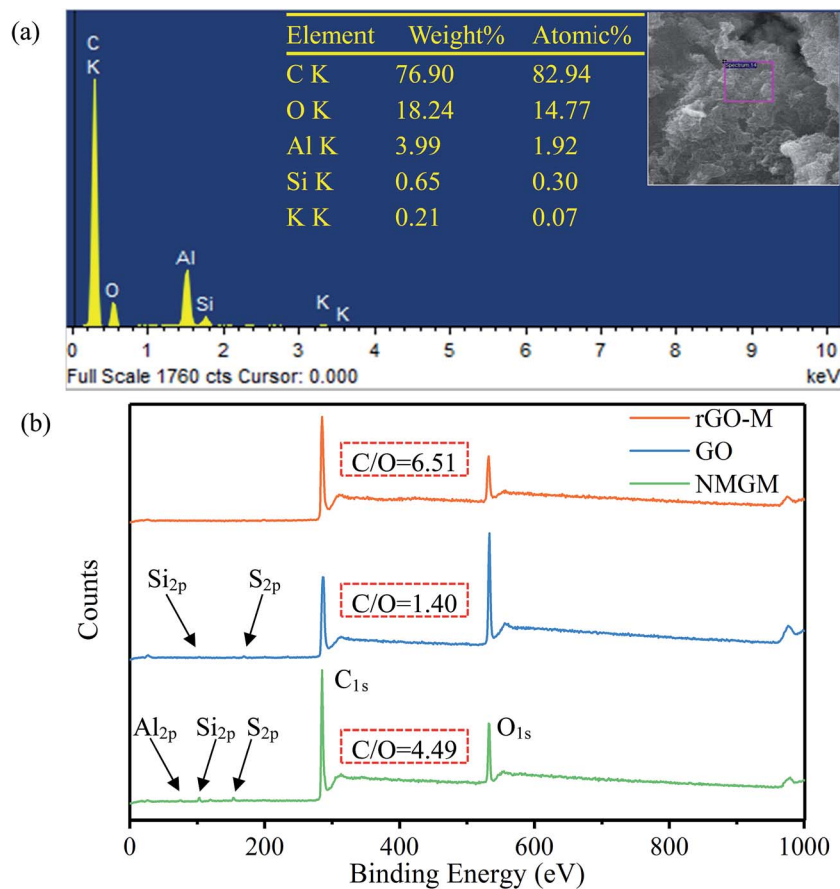 (a)
C
K
O
Al
Si
K
K
Element Weight% Atomic%
C K 76.90 82.94
O K 18.24 14.77
Al K 3.99 1.92
Si K 0.65 0.30
K K 0.21 0.07
Spectrum 14
0 1 2 3 4 5 6 7 8 9 10
Full Scale 1760 cts Cursor: 0.000 keV
(b)
rGO-M
GO
NMGM
C/O=6.51
Si2p S2p
C/O=1.40
C1s
Al2p Si2p S2p
O1s
C/O=4.49
Counts
0 200 400 600 800 1000
Binding Energy (eV)